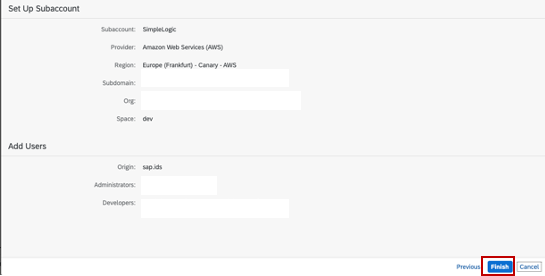 Set Up Subaccount
Subaccount: SimpleLogic
Provider: Amazon Web Services (AWS)
Region: Europe (Frankfurt) - Canary - AWS
Subdomain:
Org:
Space: dev
Add Users
Origin: sap.ids
Administrators:
Developers:
Previous Finish Cancel